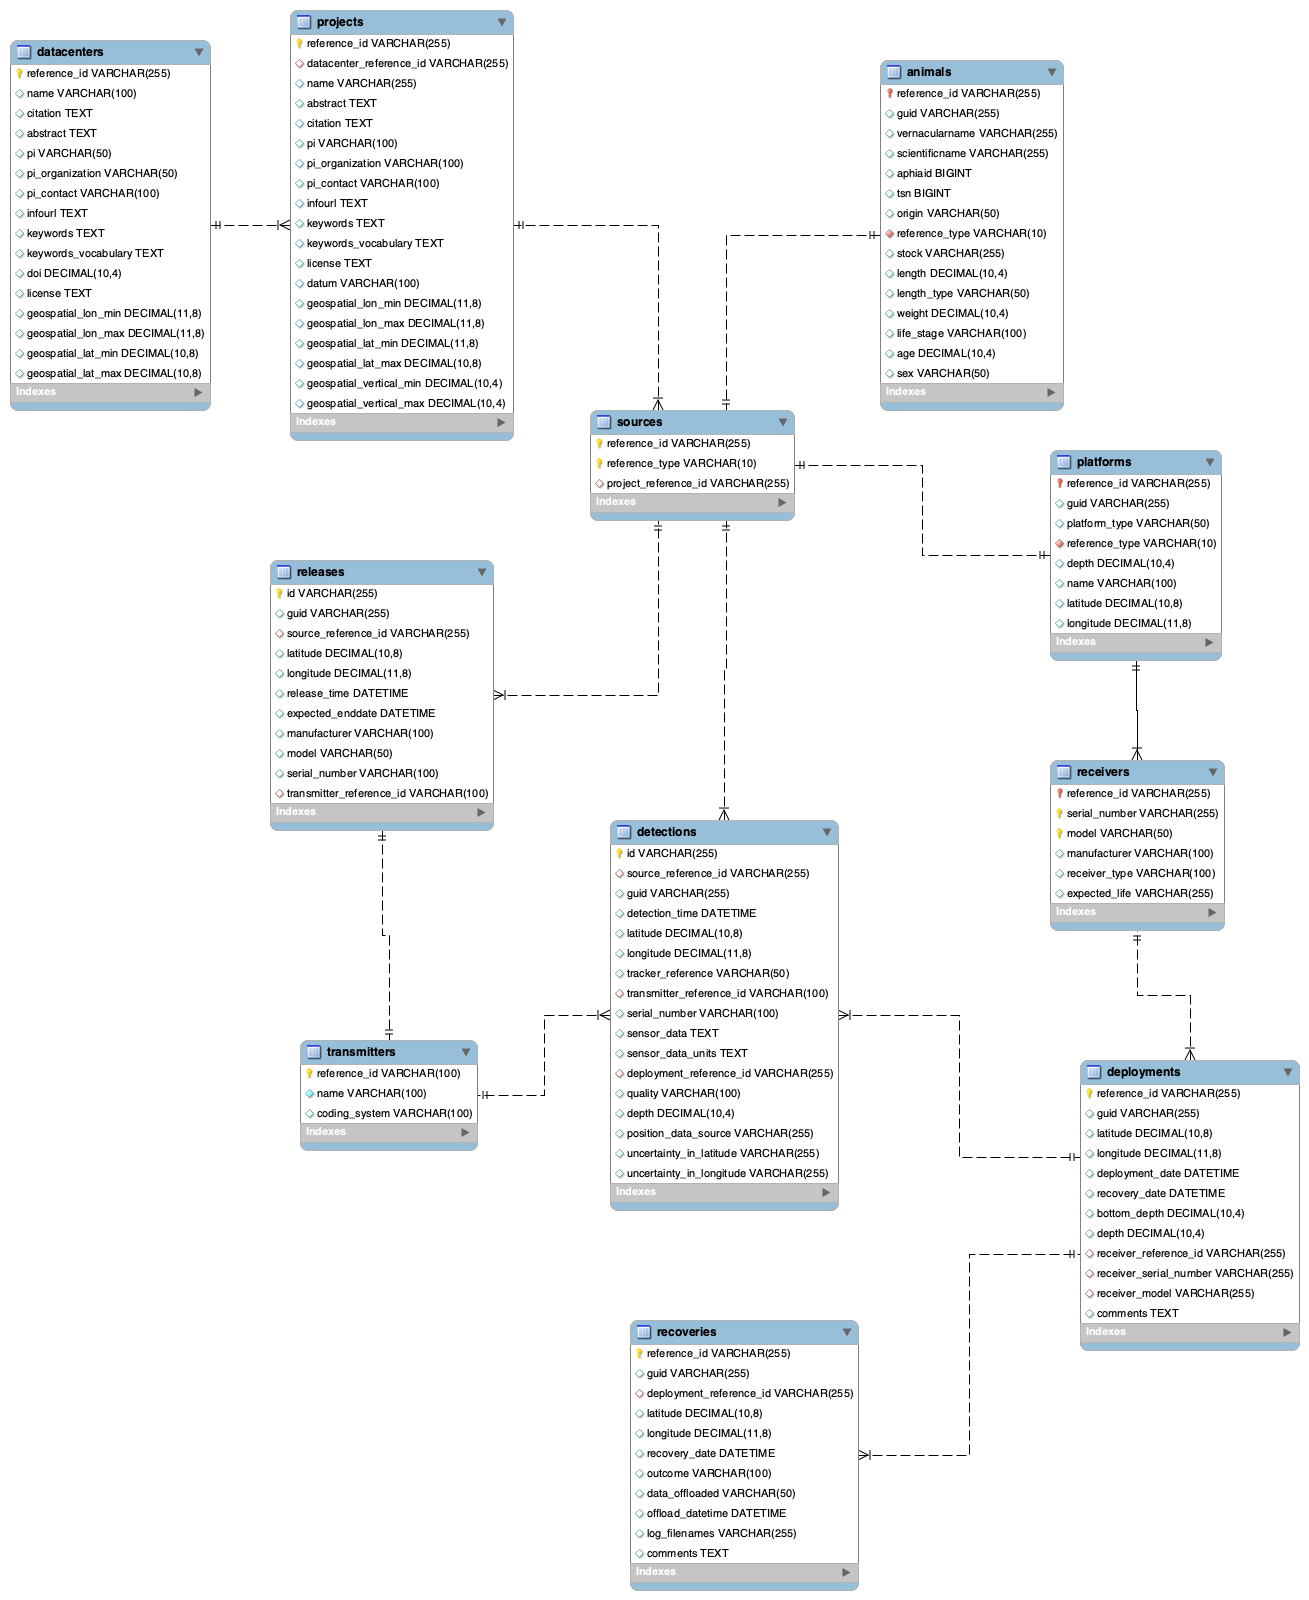 datacenters
reference_id VARCHAR(255)
name VARCHAR(100)
citation TEXT
abstract TEXT
pi VARCHAR(50)
pi_organization VARCHAR(50)
pi_contact VARCHAR(100)
infourl TEXT
keywords TEXT
keywords_vocabulary TEXT
doi DECIMAL(10,4)
license TEXT
geospatial_lon_min DECIMAL(11,8)
geospatial_lon_max DECIMAL(11,8)
geospatial_lat_min DECIMAL(10,8)
geospatial_lat_max DECIMAL(10,8)
Indexes
projects
reference_id VARCHAR(255)
datacenter_reference_id VARCHAR(255)
name VARCHAR(255)
abstract TEXT
citation TEXT
pi VARCHAR(100)
pi_organization VARCHAR(100)
pi_contact VARCHAR(100)
infourl TEXT
keywords TEXT
keywords_vocabulary TEXT
license TEXT
datum VARCHAR(100)
geospatial_lon_min DECIMAL(11,8)
geospatial_lon_max DECIMAL(11,8)
geospatial_lat_min DECIMAL(11,8)
geospatial_lat_max DECIMAL(10,8)
geospatial_vertical_min DECIMAL(10,4)
geospatial_vertical_max DECIMAL(10,4)
Indexes
animals
reference_id VARCHAR(255)
guid VARCHAR(255)
vernacularname VARCHAR(255)
scientificname VARCHAR(255)
aphiaid BIGINT
tsn BIGINT
origin VARCHAR(50)
reference_type VARCHAR(10)
stock VARCHAR(255)
length DECIMAL(10,4)
length_type VARCHAR(50)
weight DECIMAL(10,4)
life_stage VARCHAR(100)
age DECIMAL(10,4)
sex VARCHAR(50)
Indexes
sources
reference_id VARCHAR(255)
reference_type VARCHAR(10)
project_reference_id VARCHAR(255)
Indexes
platforms
reference_id VARCHAR(255)
guid VARCHAR(255)
platform_type VARCHAR(50)
reference_type VARCHAR(10)
depth DECIMAL(10,4)
name VARCHAR(100)
latitude DECIMAL(10,8)
longitude DECIMAL(11,8)
Indexes
releases
id VARCHAR(255)
guid VARCHAR(255)
source_reference_id VARCHAR(255)
latitude DECIMAL(10,8)
longitude DECIMAL(11,8)
release_time DATETIME
expected_enddate DATETIME
manufacturer VARCHAR(100)
model VARCHAR(50)
serial_number VARCHAR(100)
transmitter_reference_id VARCHAR(100)
Indexes
receivers
reference_id VARCHAR(255)
serial_number VARCHAR(255)
model VARCHAR(50)
manufacturer VARCHAR(100)
receiver_type VARCHAR(100)
expected_life VARCHAR(255)
Indexes
detections
id VARCHAR(255)
source_reference_id VARCHAR(255)
guid VARCHAR(255)
detection_time DATETIME
latitude DECIMAL(10,8)
longitude DECIMAL(11,8)
tracker_reference VARCHAR(50)
transmitter_reference_id VARCHAR(100)
serial_number VARCHAR(100)
sensor_data TEXT
sensor_data_units TEXT
deployment_reference_id VARCHAR(255)
quality VARCHAR(100)
depth DECIMAL(10,4)
position_data_source VARCHAR(255)
uncertainty_in_latitude VARCHAR(255)
uncertainty_in_longitude VARCHAR(255)
Indexes
transmitters
reference_id VARCHAR(100)
name VARCHAR(100)
coding_system VARCHAR(100)
Indexes
deployments
reference_id VARCHAR(255)
guid VARCHAR(255)
latitude DECIMAL(10,8)
longitude DECIMAL(11,8)
deployment_date DATETIME
recovery_date DATETIME
bottom_depth DECIMAL(10,4)
depth DECIMAL(10,4)
receiver_reference_id VARCHAR(255)
receiver_serial_number VARCHAR(255)
receiver_model VARCHAR(255)
comments TEXT
Indexes
recoveries
reference_id VARCHAR(255)
guid VARCHAR(255)
deployment_reference_id VARCHAR(255)
latitude DECIMAL(10,8)
longitude DECIMAL(11,8)
recovery_date DATETIME
outcome VARCHAR(100)
data_offloaded VARCHAR(50)
offload_datetime DATETIME
log_filenames VARCHAR(255)
comments TEXT
Indexes